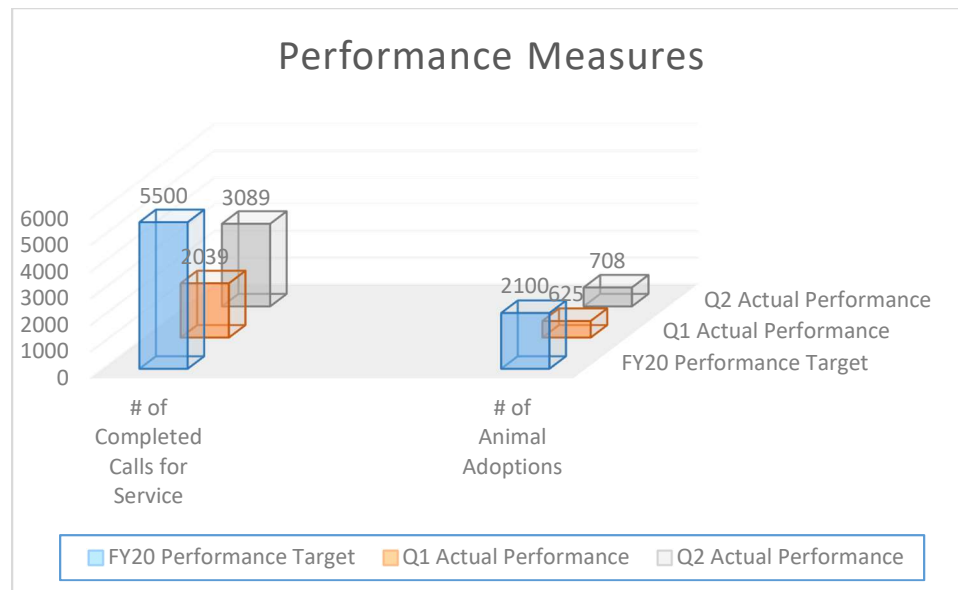 Performance Measures
5500
3089
2039
708
2100
625
6000
5000
4000
3000
2000
1000
0
Q2 Actual Performance
Q1 Actual Performance
FY20 Performance Target
# of
Completed
Calls for
Service
# of
Animal
Adoptions
FY20 Performance Target
Q1 Actual Performance
Q2 Actual Performance